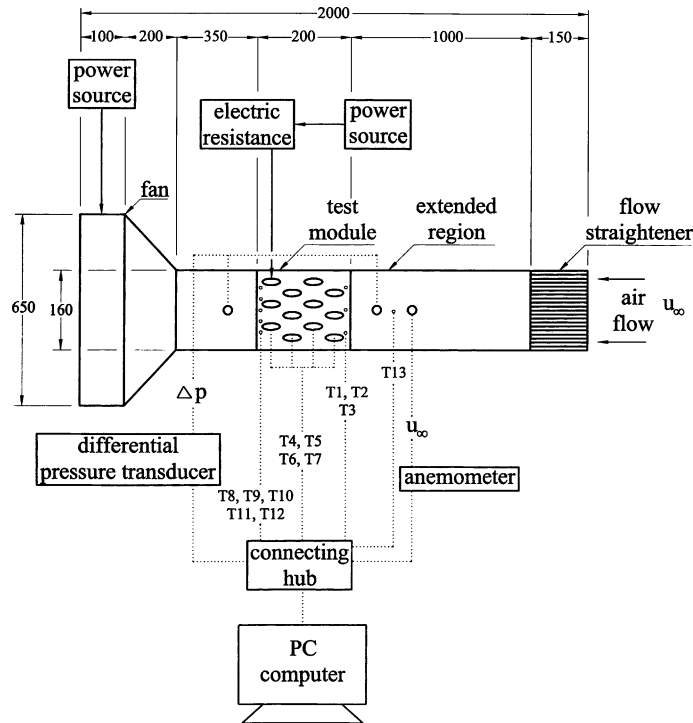 2000
100
200
350
200
1000
150
power
source
electric
resistance
power
source
fan
test
module
extended
region
flow
straightener
650
160
air
flow
u∞
△p
T13
T1, T2
T3
u∞
differential
pressure transducer
T4, T5
T6, T7
anemometer
T8, T9, T10
T11, T12
connecting
hub
PC
computer